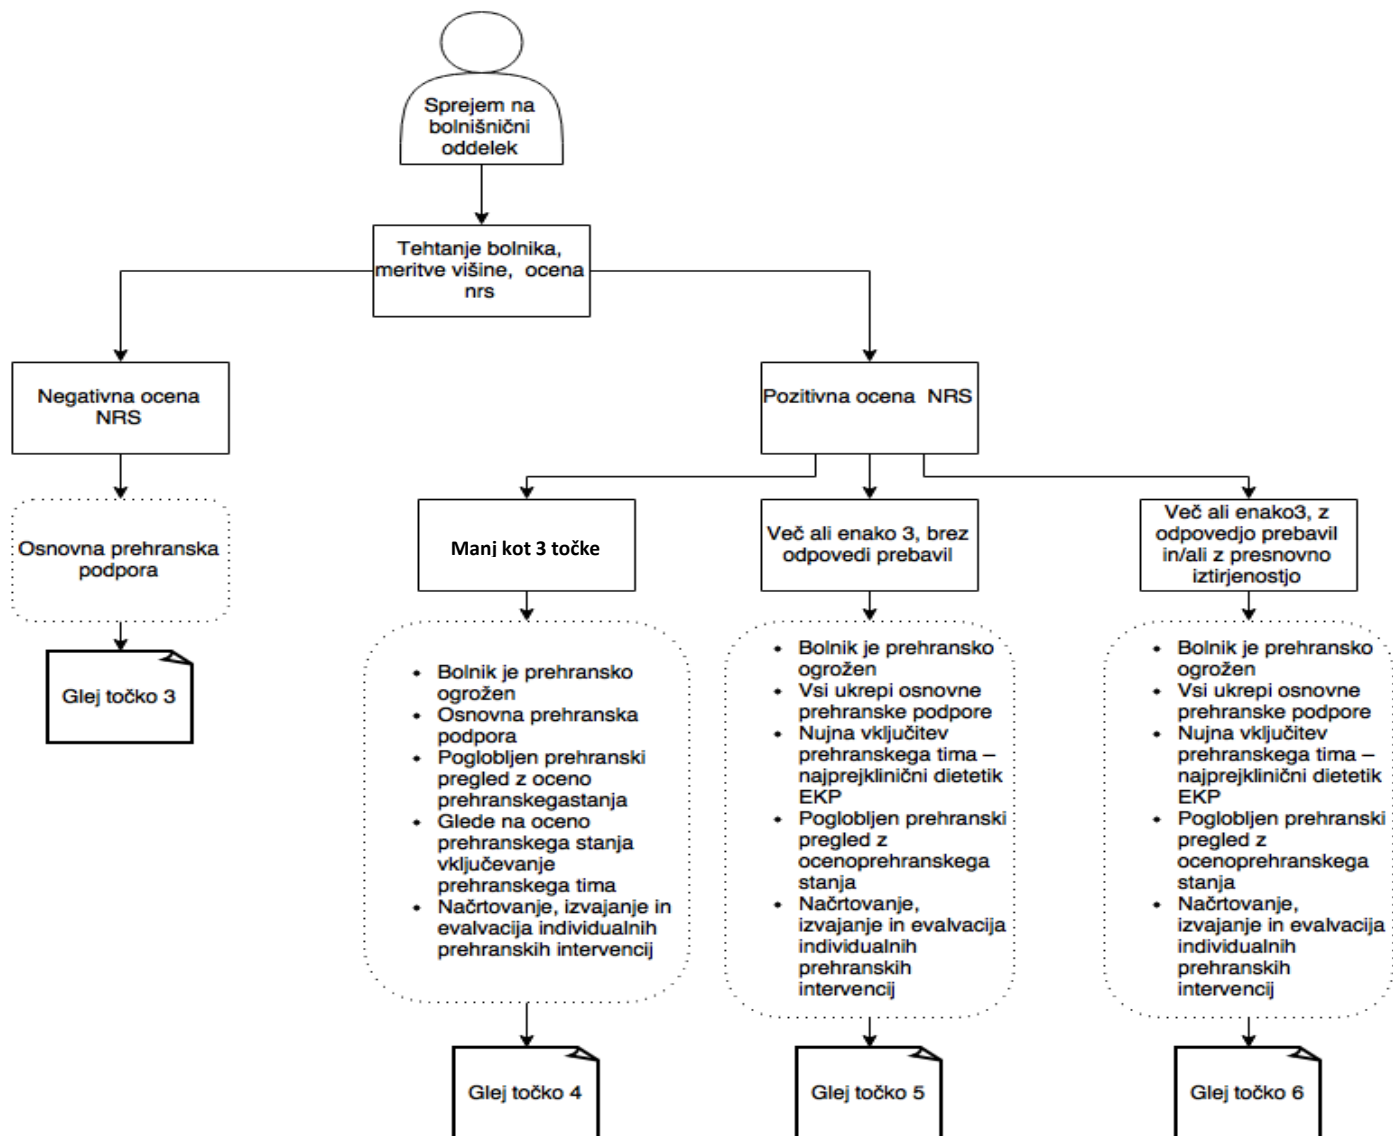 Sprejem na
bolnišnični
oddelek
Tehtanje bolnika,
meritve višine, ocena
nrs
Negativna ocena
NRS
Pozitivna ocena NRS
Osnovna prehranska
podpora
Glej točko 3
Manj kot 3 točke
Več ali enako 3, brez
odpovedi prebavil
Več ali enako3, z
odpovedjo prebavil
in/ali z presnovno
iztirjenostjo
• Bolnik je prehransko
ogrožen
• Osnovna prehranska
podpora
• Poglobljen prehranski
pregled z oceno
prehranskegastanja
• Glede na oceno
prehranskega stanja
vključevanje
prehranskega tima
• Načrtovanje, izvajanje in
evalvacija individualnih
prehranskih intervencij
• Bolnik je prehransko
ogrožen
• Vsi ukrepi osnovne
prehranske podpore
• Nujna vključitev
prehranskega tima –
najprejklinični dietetik
EKP
• Poglobljen prehranski
pregled z
ocenoprehranskega
stanja
• Načrtovanje,
izvajanje in evalvacija
individualnih
prehranskih
intervencij
• Bolnik je prehransko
ogrožen
• Vsi ukrepi osnovne
prehranske podpore
• Nujna vključitev
prehranskega tima –
najprejklinični dietetik
EKP
• Poglobljen prehranski
pregled z
ocenoprehranskega
stanja
• Načrtovanje,
izvajanje in evalvacija
individualnih
prehranskih
intervencij
Glej točko 4
Glej točko 5
Glej točko 6